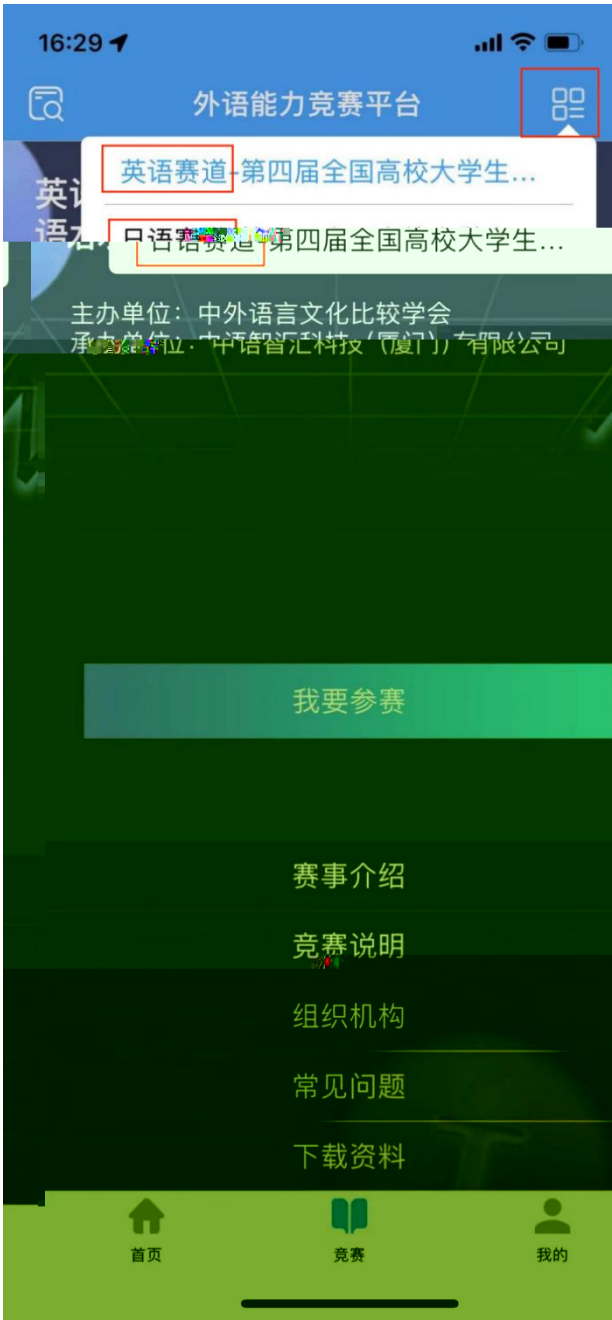 16:29
外语能力竞赛平台
英语赛道-第四届全国高校大学生...
英语
日语赛道-第四届全国高校大学生...
语
主办单位：中外语言文化比较学会
承办单位：中语智汇科技（厦门）有限公司
我要参赛
赛事介绍
竞赛说明
组织机构
常见问题
下载资料
首页
竞赛
我的